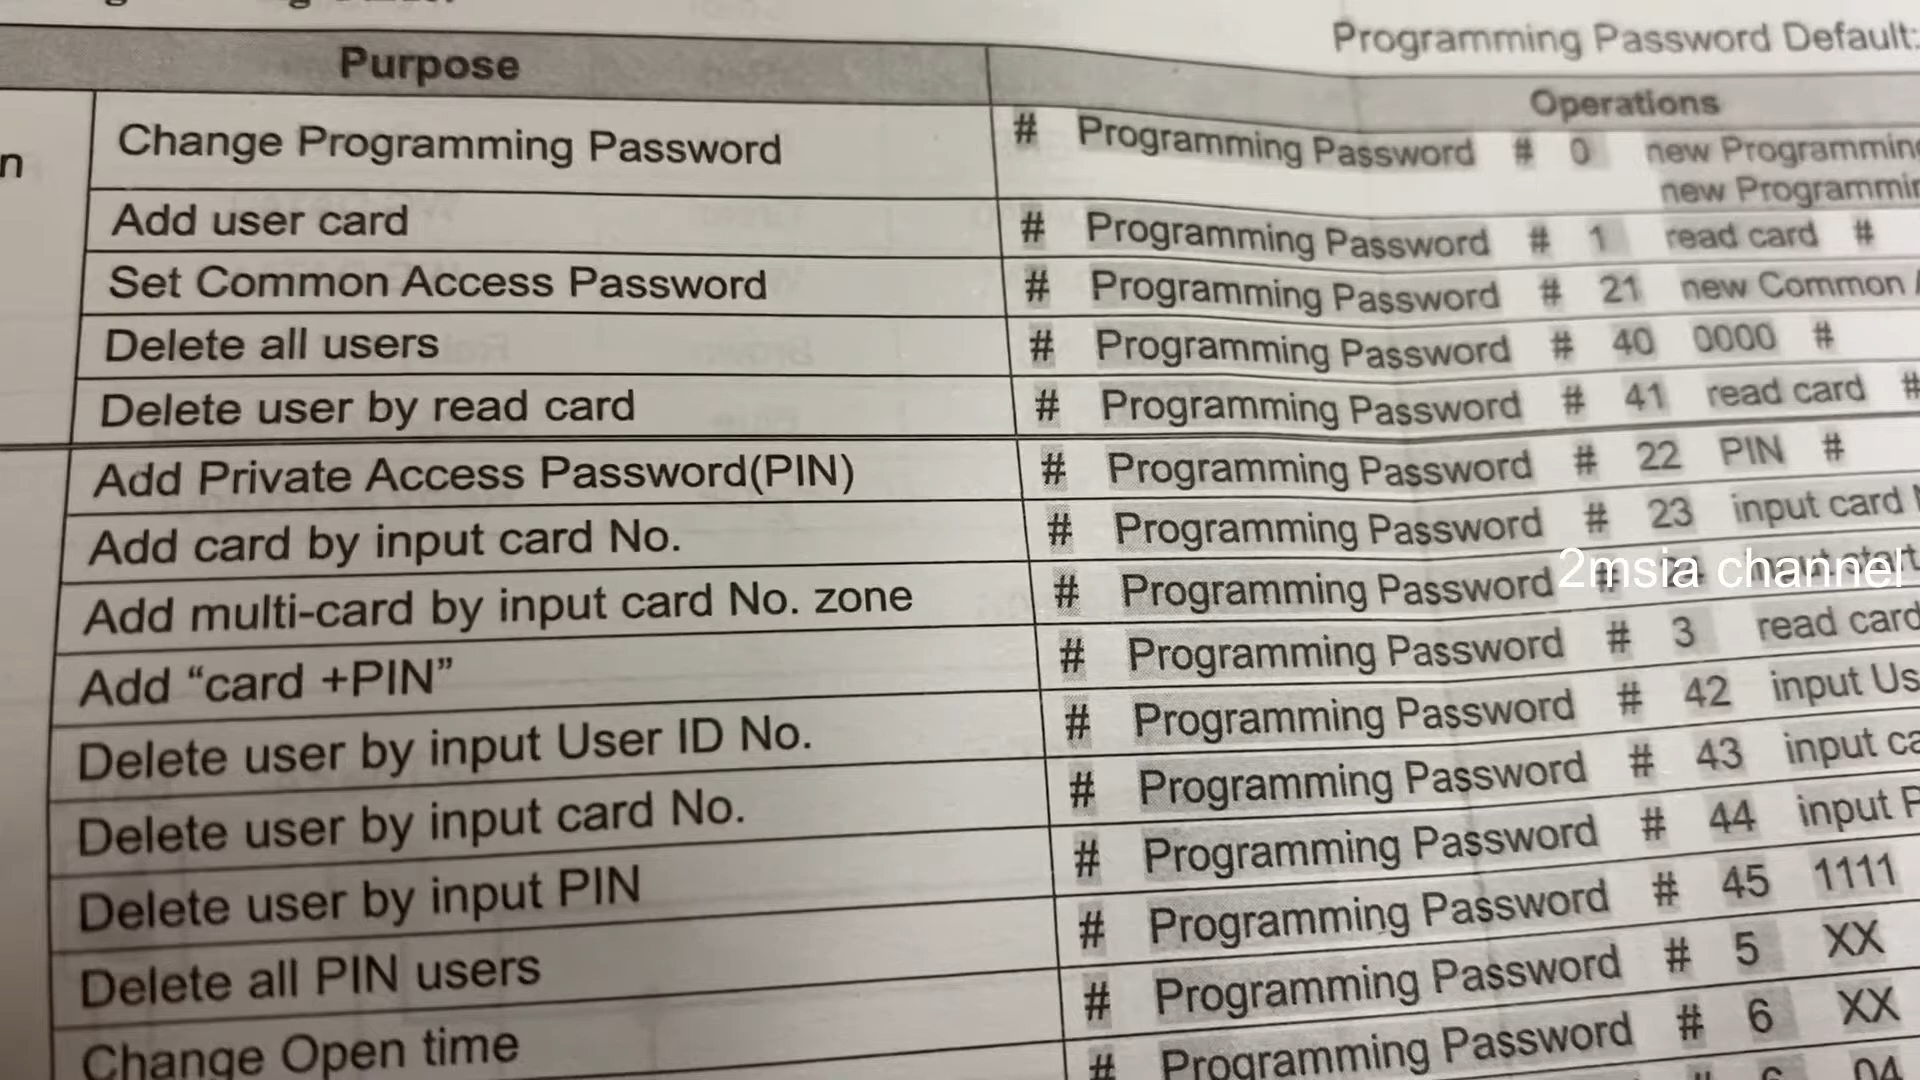 Programming Password Default:
Purpose
Operations
n
Change Programming Password
# Programming Password # 0 new Programming
new Programmin
Add user card
# Programming Password # 1 read card #
Set Common Access Password
# Programming Password # 21 new Common A
Delete all users
# Programming Password # 40 0000 #
Delete user by read card
# Programming Password # 41 read card #
Add Private Access Password(PIN)
# Programming Password # 22 PIN #
Add card by input card No.
# Programming Password # 23 input card N
Add multi-card by input card No. zone
# Programming Password # start
2msia channel
Add “card +PIN”
# Programming Password # 3 read card
Delete user by input User ID No.
# Programming Password # 42 input Us
Delete user by input card No.
# Programming Password # 43 input ca
Delete user by input PIN
# Programming Password # 44 input P
Delete all PIN users
# Programming Password # 45 1111
Change Open time
# Programming Password # 5 XX
# Programming Password # 6 XX
04